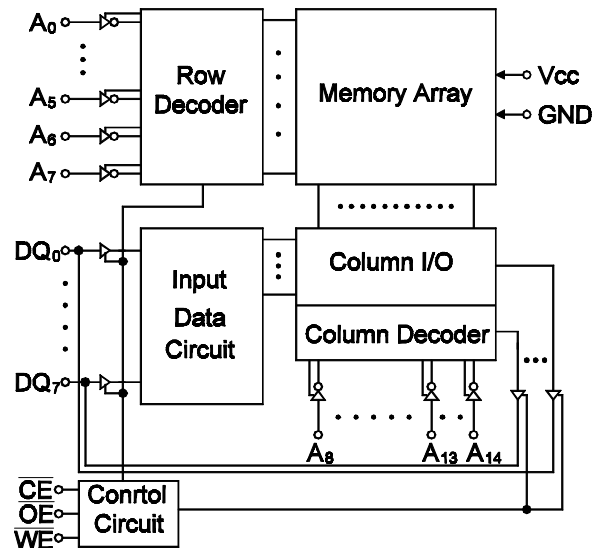 A0
A5
A6
A7
Row
Decoder
Memory Array
Vcc
GND
DQ0
DQ7
Input
Data
Circuit
Column I/O
Column Decoder
A8
A13
A14
CE
OE
WE
Conrtol
Circuit